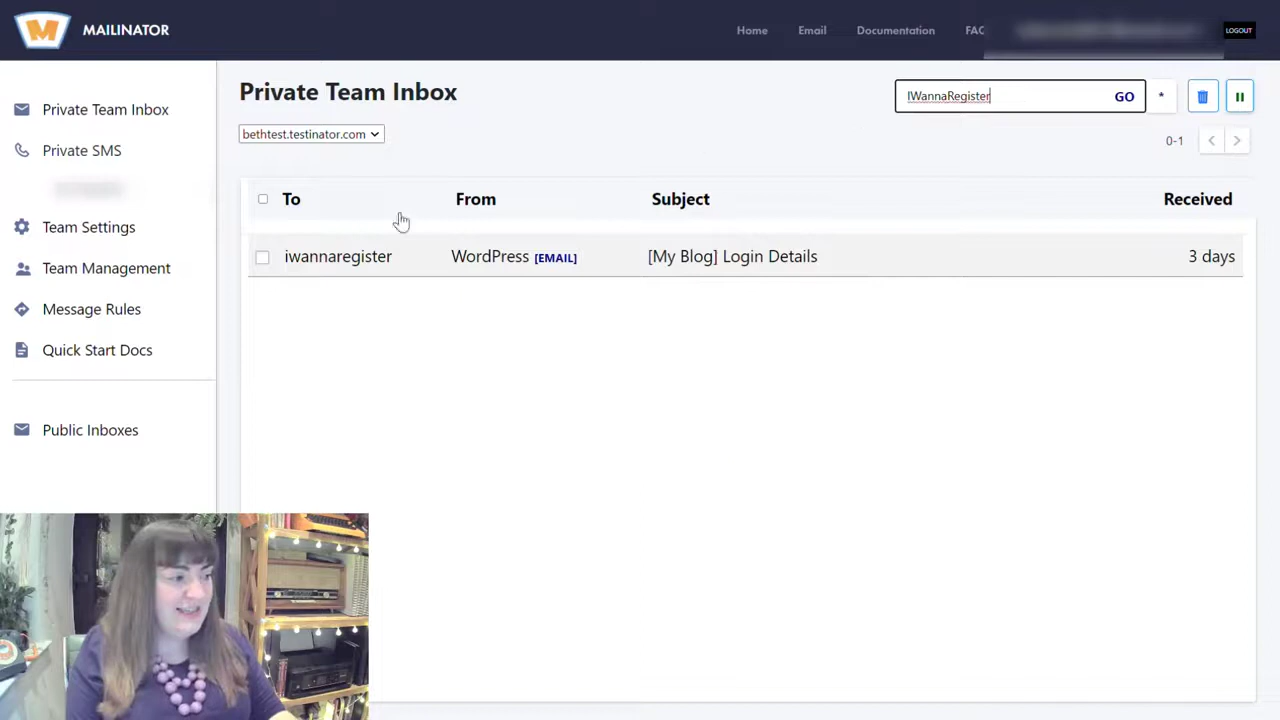 MAILINATOR
Home Email Documentation FAQ LOGOUT
Private Team Inbox
Private SMS
Team Settings
Team Management
Message Rules
Quick Start Docs
Public Inboxes
Private Team Inbox
IWannaRegister GO *
bethtest.testinator.com
0-1
To From Subject Received
iwannaregister WordPress [EMAIL] [My Blog] Login Details 3 days